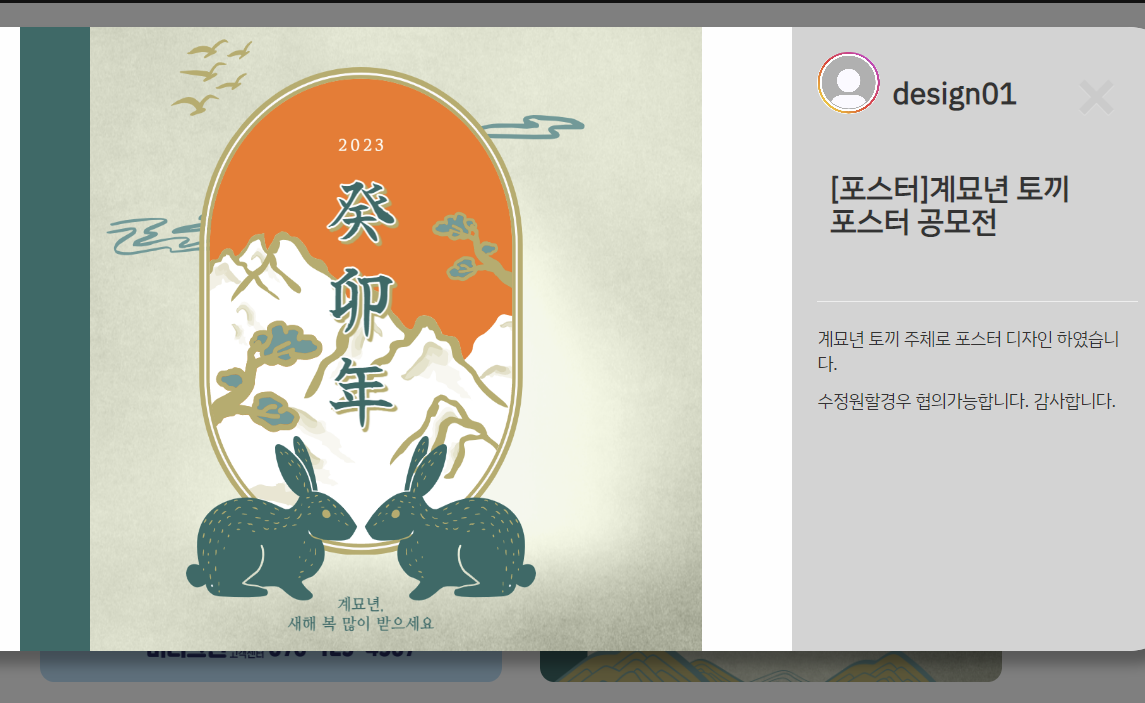 2023
癸
卯
年
계묘년,
새해 복 많이 받으세요
design01
[포스터]계묘년 토끼
포스터 공모전
계묘년 토끼 주체로 포스터 디자인 하였습니
다.
수정원할경우 협의가능합니다. 감사합니다.